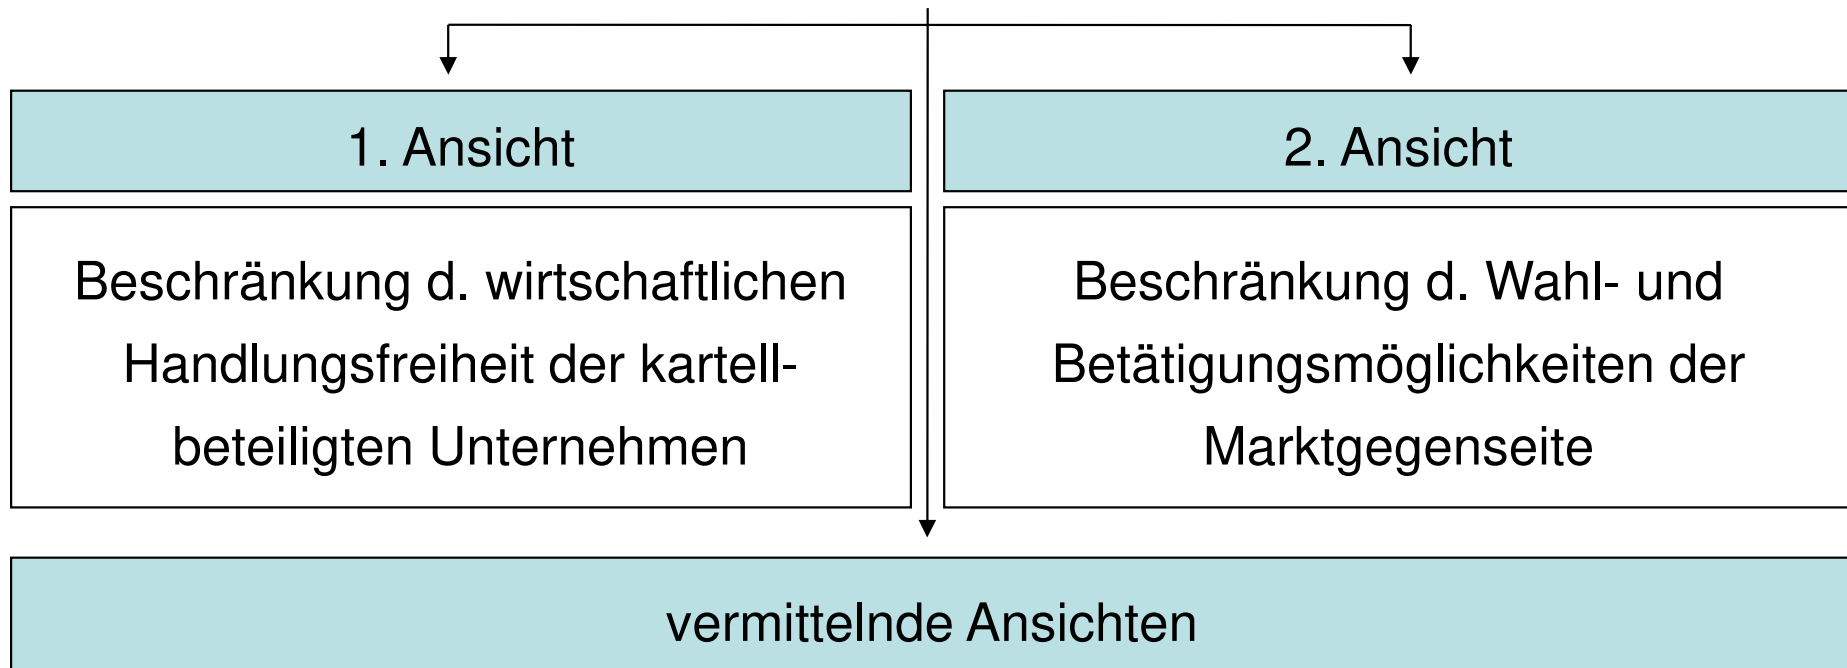 1. Ansicht
Beschränkung d. wirtschaftlichen
Handlungsfreiheit der kartell-
beteiligten Unternehmen
2. Ansicht
Beschränkung d. Wahl- und
Betätigungsmöglichkeiten der
Marktgegenseite
vermittelnde Ansichten